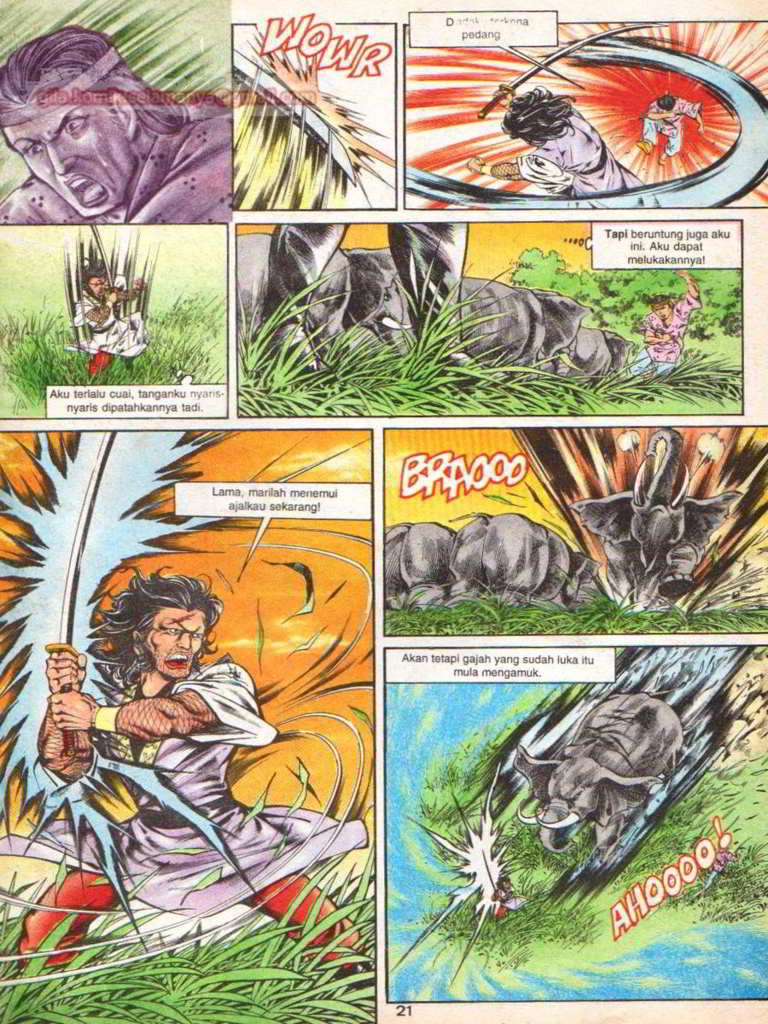 WOWR
pedang
Tapi beruntung juga aku
ini. Aku dapat
melukakannya!
Aku terlalu cuai, tanganku nyaris-
nyaris dipatahkannya tadi.
Lama, marilah menemui
ajalkau sekarang!
BRAOOO
Akan tetapi gajah yang sudah luka itu
mula mengamuk.
AHOOOO!
21